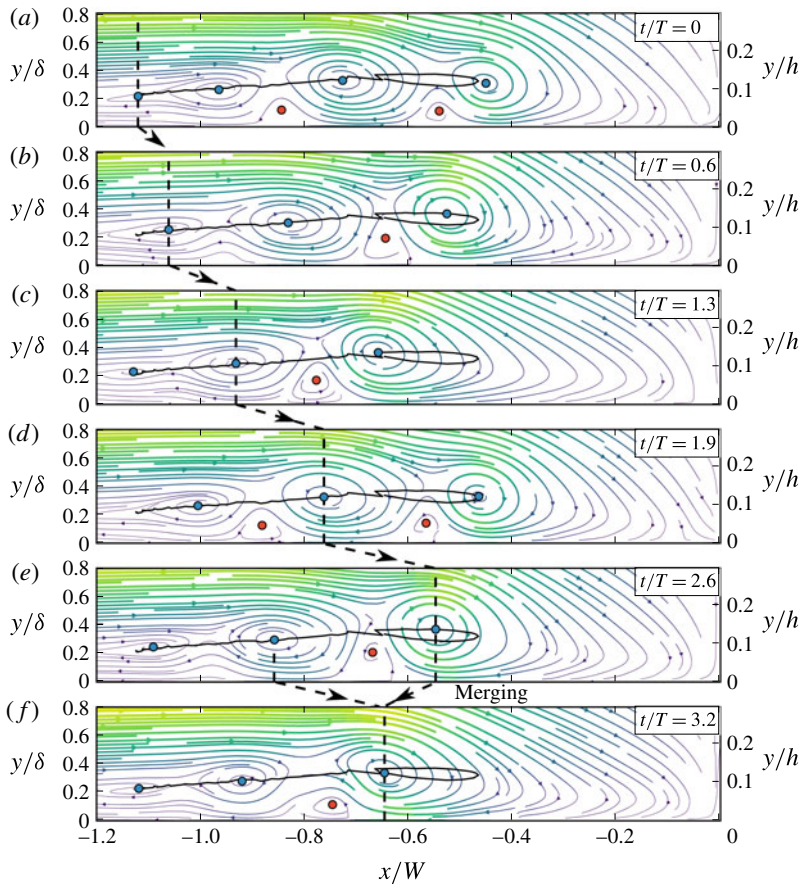 (a)
0.8
0.6
y/δ 0.4
0.2
0
t/T = 0
0.2
0.1
0
y/h
(b)
0.8
0.6
y/δ 0.4
0.2
0
t/T = 0.6
0.2
0.1
0
y/h
(c)
0.8
0.6
y/δ 0.4
0.2
0
t/T = 1.3
0.2
0.1
0
y/h
(d)
0.8
0.6
y/δ 0.4
0.2
0
t/T = 1.9
0.2
0.1
0
y/h
(e)
0.8
0.6
y/δ 0.4
0.2
0
t/T = 2.6
0.2
0.1
0
y/h
Merging
(f)
0.8
0.6
y/δ 0.4
0.2
0
t/T = 3.2
0.2
0.1
0
y/h
−1.2 −1.0 −0.8 −0.6 −0.4 −0.2
x/W